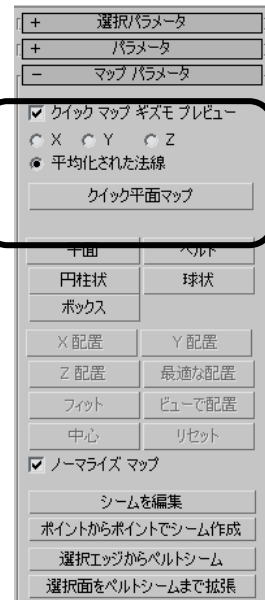 + 選択パラメータ
+ パラメータ
− マップ パラメータ
クイック マップ ギズモ プレビュー
X Y Z
平均化された法線
クイック平面マップ
平面 ペルト
円柱状 球状
ボックス
X 配置 Y 配置
Z 配置 最適な配置
フィット ビューで配置
中心 リセット
ノーマライズ マップ
シームを編集
ポイントからポイントでシーム作成
選択エッジからペルトシーム
選択面をペルトシームまで拡張